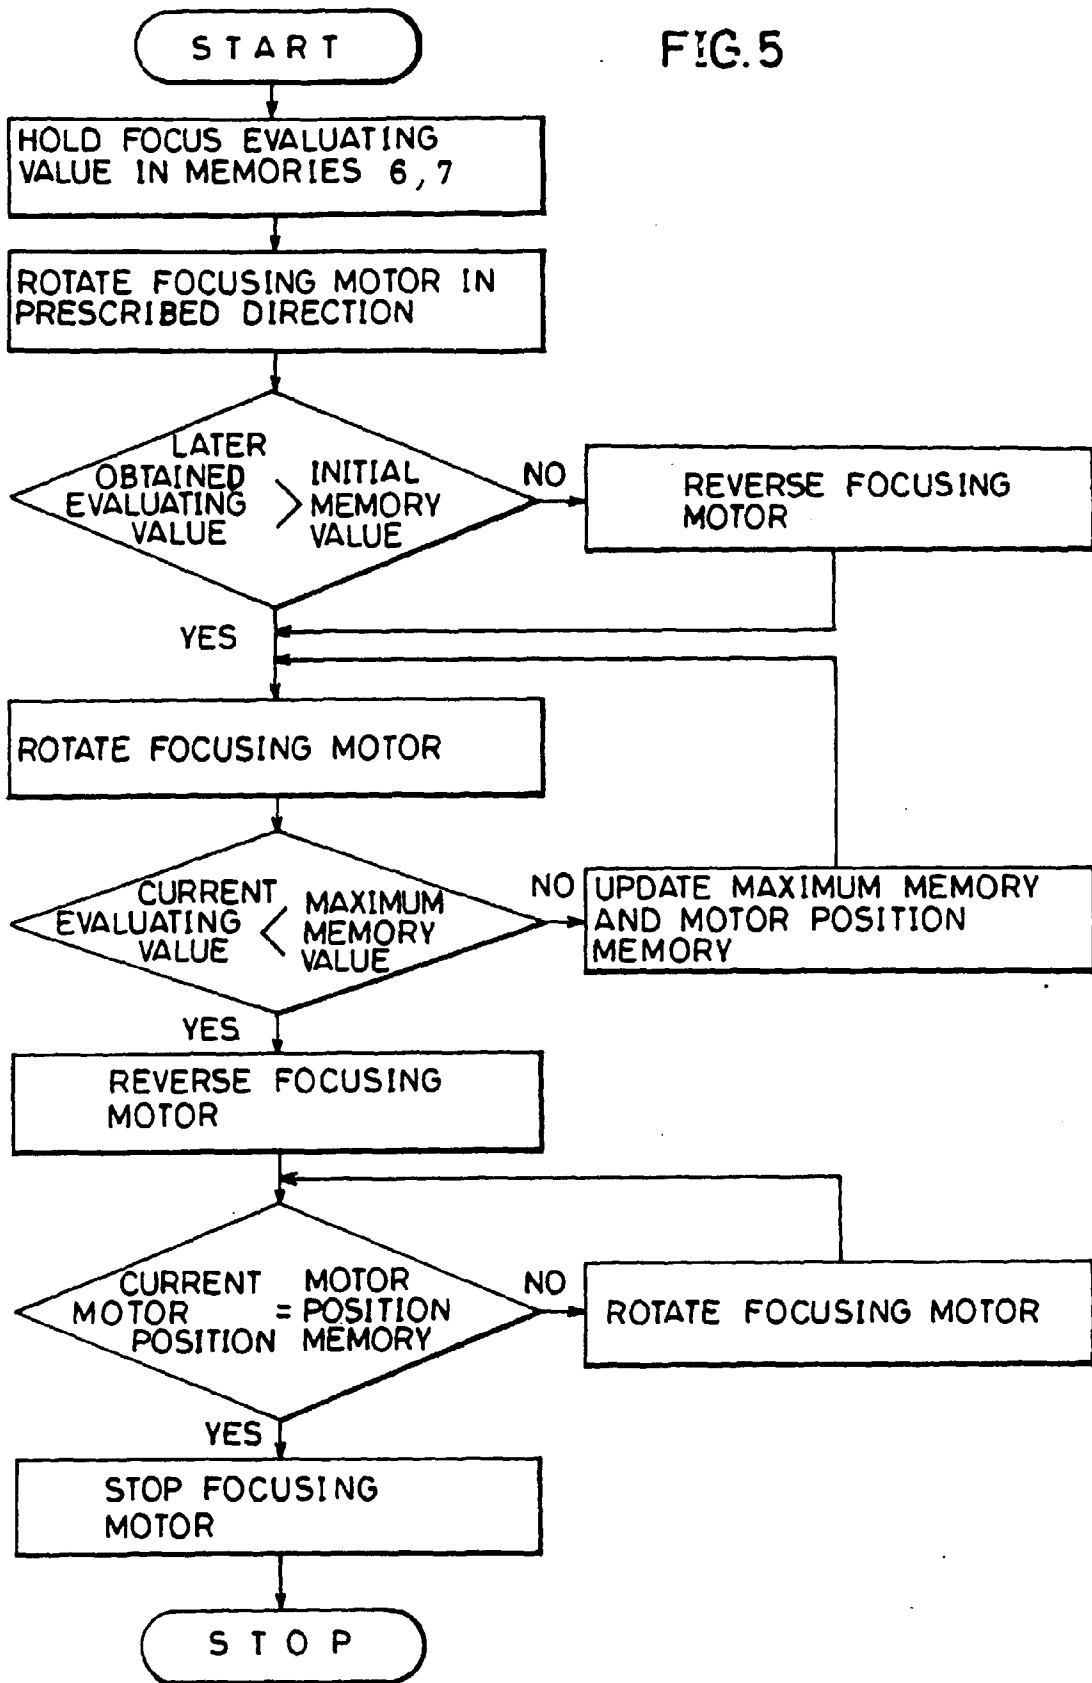 START
FIG.5
HOLD FOCUS EVALUATING
VALUE IN MEMORIES 6,7
ROTATE FOCUSING MOTOR IN
PRESCRIBED DIRECTION
LATER
OBTAINED
EVALUATING
VALUE
>
INITIAL
MEMORY
VALUE
NO
REVERSE FOCUSING
MOTOR
YES
ROTATE FOCUSING MOTOR
CURRENT
EVALUATING
VALUE
<
MAXIMUM
MEMORY
VALUE
NO
UPDATE MAXIMUM MEMORY
AND MOTOR POSITION
MEMORY
YES
REVERSE FOCUSING
MOTOR
CURRENT
MOTOR
POSITION
=
MOTOR
POSITION
MEMORY
NO
ROTATE FOCUSING MOTOR
YES
STOP FOCUSING
MOTOR
STOP